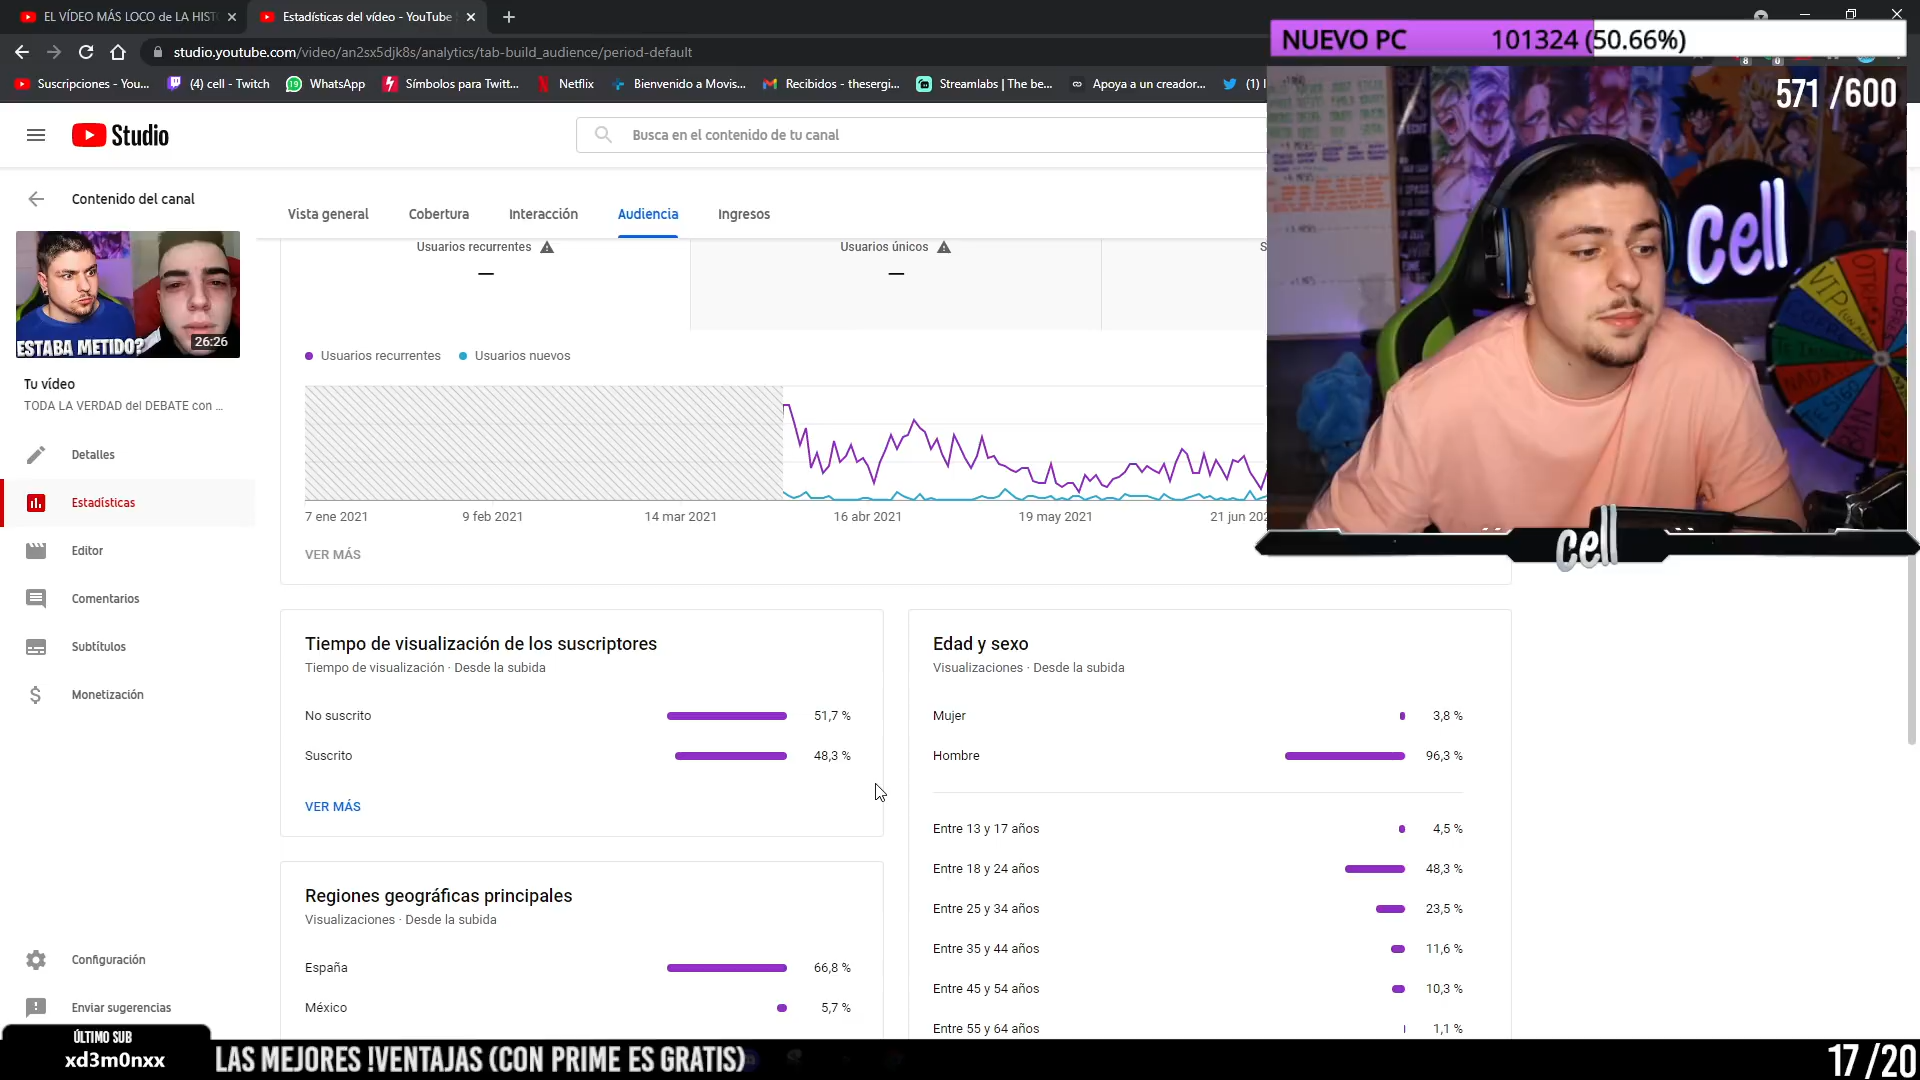 EL VÍDEO MÁS LOCO de LA HIST
Estadísticas del vídeo - YouTube
NUEVO PC 101324 (50.66%)
studio.youtube.com/video/an2sx5djk8s/analytics/tab-build_audience/period-default
Suscripciones - You...
(4) cell - Twitch
WhatsApp
Símbolos para Twitt...
Netflix
Bienvenido a Movis...
Recibidos - thesergi...
Streamlabs | The be...
Apoya a un creador...
(1) I
571 /600
Studio
Busca en el contenido de tu canal
Contenido del canal
Vista general
Cobertura
Interacción
Audiencia
Ingresos
Usuarios recurrentes
—
Usuarios únicos
—
S
cell
VIP
ESTABA METIDO?
26:26
Tu vídeo
TODA LA VERDAD del DEBATE con ...
Detalles
Estadísticas
Editor
Comentarios
Subtítulos
Monetización
Configuración
Enviar sugerencias
Usuarios recurrentes
Usuarios nuevos
7 ene 2021
9 feb 2021
14 mar 2021
16 abr 2021
19 may 2021
21 jun 202
VER MÁS
cell
Tiempo de visualización de los suscriptores
Tiempo de visualización · Desde la subida
No suscrito 51,7 %
Suscrito 48,3 %
VER MÁS
Regiones geográficas principales
Visualizaciones · Desde la subida
España 66,8 %
México 5,7 %
Edad y sexo
Visualizaciones · Desde la subida
Mujer 3,8 %
Hombre 96,3 %
Entre 13 y 17 años 4,5 %
Entre 18 y 24 años 48,3 %
Entre 25 y 34 años 23,5 %
Entre 35 y 44 años 11,6 %
Entre 45 y 54 años 10,3 %
Entre 55 y 64 años 1,1 %
ÚLTIMO SUB
xd3m0nxx
LAS MEJORES !VENTAJAS (CON PRIME ES GRATIS)
17 /20